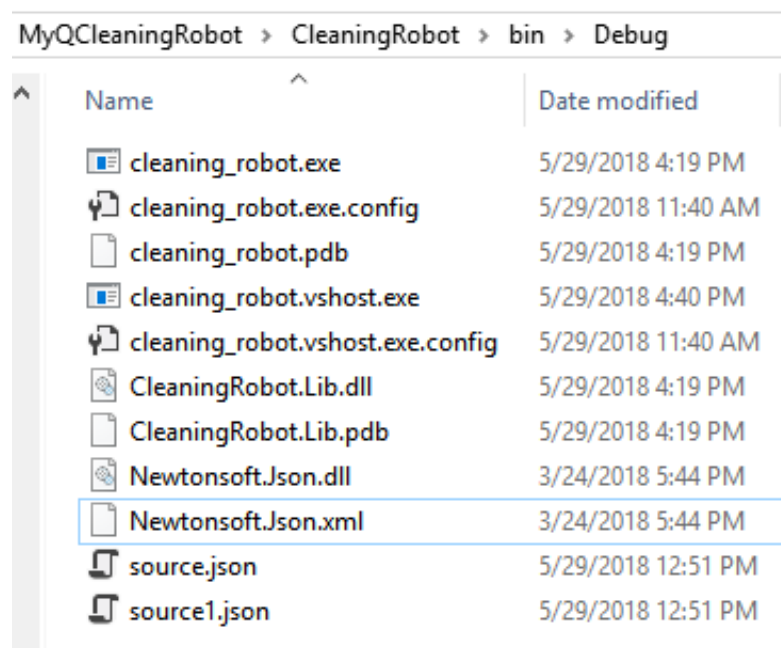 MyQCleaningRobot > CleaningRobot > bin > Debug
Name Date modified
cleaning_robot.exe 5/29/2018 4:19 PM
cleaning_robot.exe.config 5/29/2018 11:40 AM
cleaning_robot.pdb 5/29/2018 4:19 PM
cleaning_robot.vshost.exe 5/29/2018 4:40 PM
cleaning_robot.vshost.exe.config 5/29/2018 11:40 AM
CleaningRobot.Lib.dll 5/29/2018 4:19 PM
CleaningRobot.Lib.pdb 5/29/2018 4:19 PM
Newtonsoft.Json.dll 3/24/2018 5:44 PM
Newtonsoft.Json.xml 3/24/2018 5:44 PM
source.json 5/29/2018 12:51 PM
source1.json 5/29/2018 12:51 PM